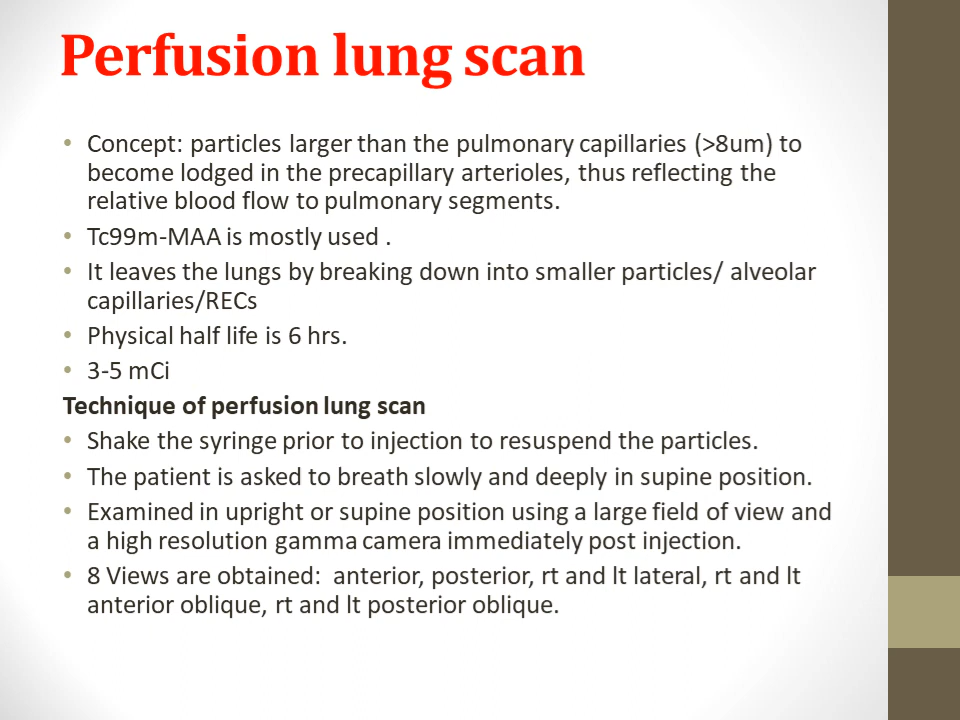 Perfusion lung scan
• Concept: particles larger than the pulmonary capillaries (>8um) to
become lodged in the precapillary arterioles, thus reflecting the
relative blood flow to pulmonary segments.
• Tc99m-MAA is mostly used .
• It leaves the lungs by breaking down into smaller particles/ alveolar
capillaries/RECs
• Physical half life is 6 hrs.
• 3-5 mCi
Technique of perfusion lung scan
• Shake the syringe prior to injection to resuspend the particles.
• The patient is asked to breath slowly and deeply in supine position.
• Examined in upright or supine position using a large field of view and
a high resolution gamma camera immediately post injection.
• 8 Views are obtained:  anterior, posterior, rt and lt lateral, rt and lt
anterior oblique, rt and lt posterior oblique.